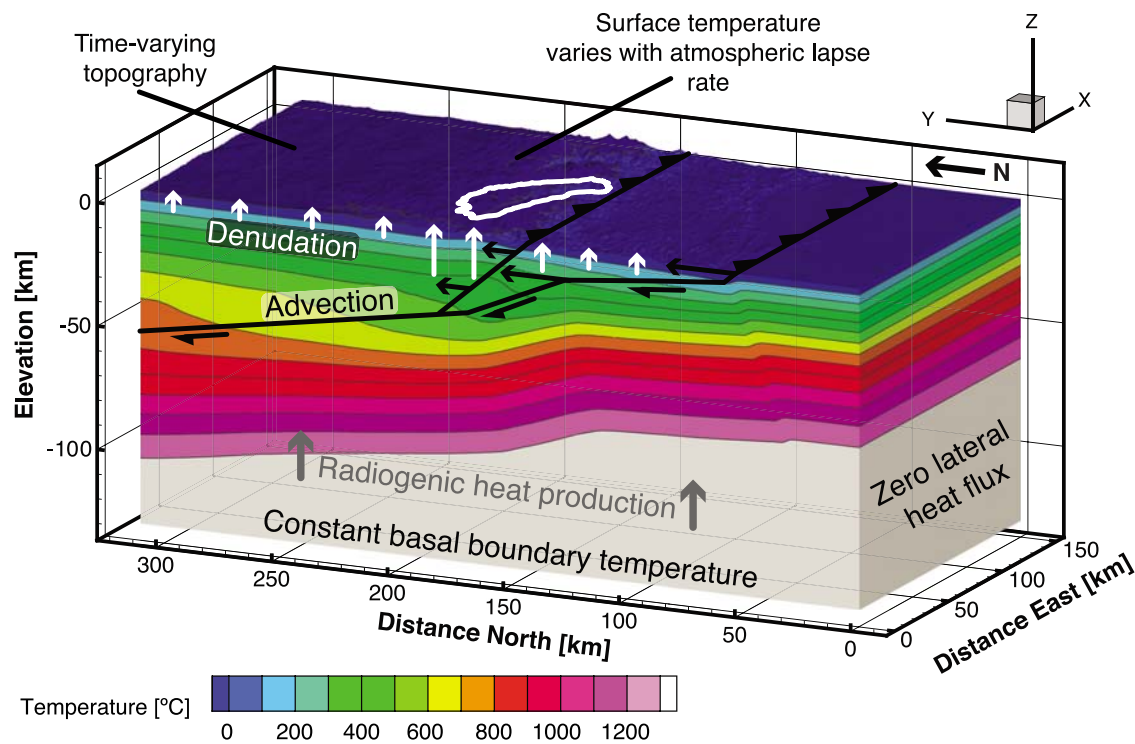 Time-varying
topography
Surface temperature
varies with atmospheric lapse
rate
Z
Y
X
N
Elevation [km]
0
-50
-100
Denudation
Advection
Radiogenic heat production
Constant basal boundary temperature
Zero lateral
heat flux
300
250
200
150
100
50
0
Distance North [km]
0
50
100
150
Distance East [km]
Temperature [ºC]
0
200
400
600
800
1000
1200